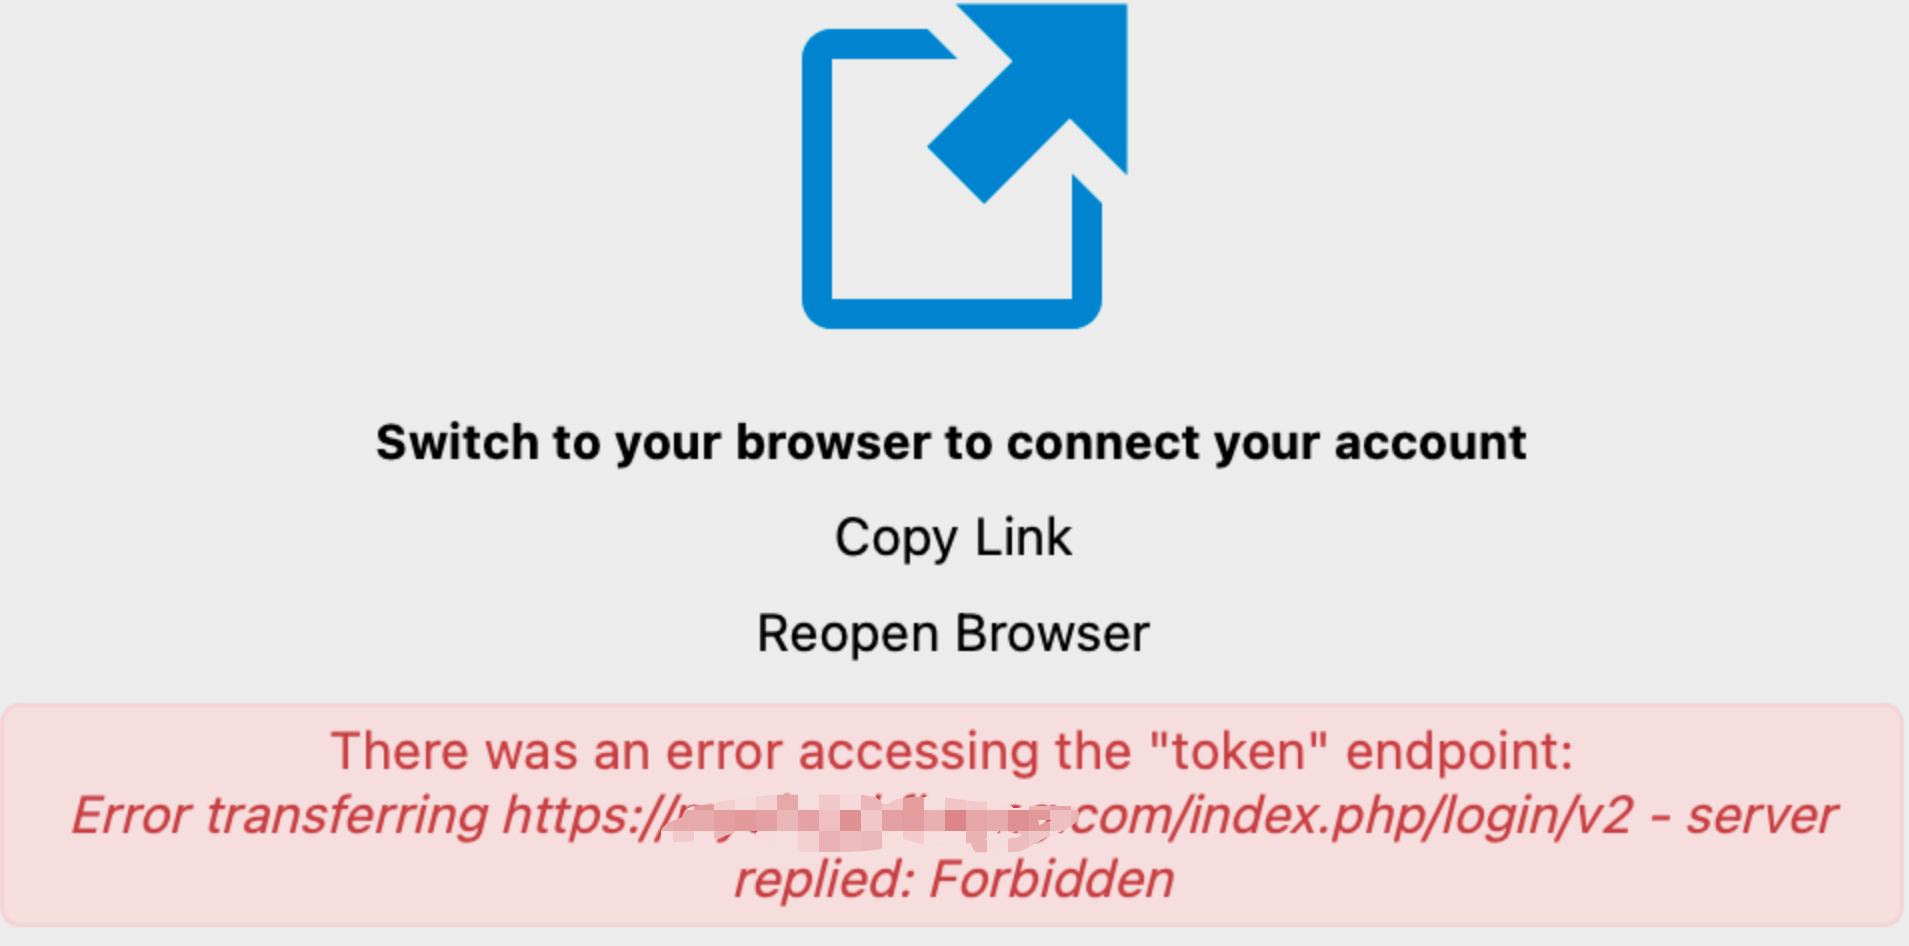 Switch to your browser to connect your account
Copy Link
Reopen Browser
There was an error accessing the "token" endpoint:
Error transferring https:// .com/index.php/login/v2 - server
replied: Forbidden